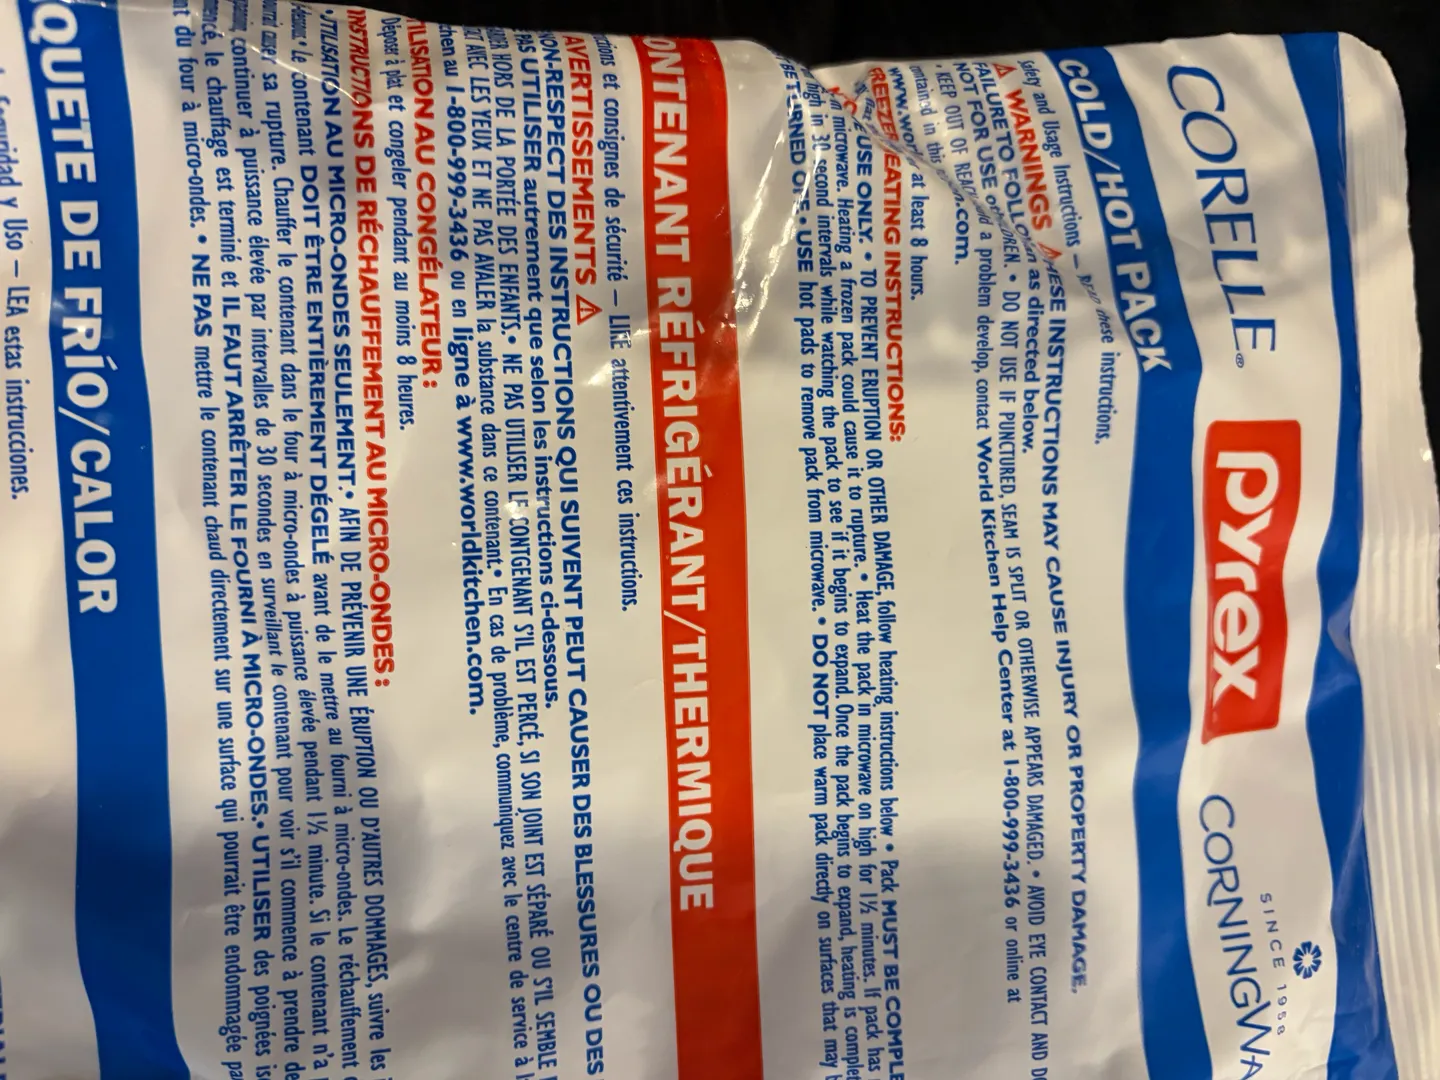 CORELLE® pyrex CORNINGWA
SINCE 1958
COLD/HOT PACK
Safety and Usage Instructions – READ these instructions.
⚠ WARNINGS ⚠
FAILURE TO FOLLOW THESE INSTRUCTIONS MAY CAUSE INJURY OR PROPERTY DAMAGE.
NOT FOR USE other as directed below.
• KEEP OUT OF REACH DREN. • DO NOT USE IF PUNCTURED, SEAM IS SPLIT OR OTHERWISE APPEARS DAMAGED. • AVOID EYE CONTACT AND DO
contained in this a problem develop, contact World Kitchen Help Center at 1-800-999-3436 or online at
www.wor n.com.
FREEZER
at least 8 hours.
EATING INSTRUCTIONS:
E USE ONLY. • TO PREVENT ERUPTION OR OTHER DAMAGE, follow heating instructions below • Pack MUST BE COMPLE
microwave. Heating a frozen pack could cause it to rupture. • Heat the pack in microwave on high for 1½ minutes. If pack has
high in 30 second intervals while watching the pack to see if it begins to expand. Once the pack begins to expand, heating is complet
BE TURNED OFF. • USE hot pads to remove pack from microwave. • DO NOT place warm pack directly on surfaces that may b
ONTENANT RÉFRIGÉRANT/THERMIQUE
ctions et consignes de sécurité – LIRE attentivement ces instructions.
AVERTISSEMENTS ⚠
ON-RESPECT DES INSTRUCTIONS QUI SUIVENT PEUT CAUSER DES BLESSURES OU DES
PAS UTILISER autrement que selon les instructions ci-dessous.
HORS DE LA PORTÉE DES ENFANTS. • NE PAS UTILISER LE CONTGENANT S'IL EST PERCÉ, SI SON JOINT EST SÉPARÉ OU S'IL SEMBLE
AVEC LES YEUX ET NE PAS AVALER la substance dans ce contenant. • En cas de problème, communiquez avec le centre de service à
chen au 1-800-999-3436 ou en ligne à www.worldkitchen.com.
TILISATION AU CONGÉLATEUR :
Déposer à plat et congeler pendant au moins 8 heures.
INSTRUCTIONS DE RÉCHAUFFEMENT AU MICRO-ONDES :
• UTILISATION AU MICRO-ONDES SEULEMENT. • AFIN DE PRÉVENIR UNE ÉRUPTION OU D'AUTRES DOMMAGES, suivre les
-dessous. • le contenant DOIT ÊTRE ENTIÈREMENT DÉGELÉ avant de le metre au fourni à micro-ondes. Le réchauffement
causer sa rupture. Chauffer le contenant dans le four à micro-ondes à puissance élevée pendant 1½ minute. Si le contenant n'a
continuer à puissance élevée par intervalles de 30 secondes en surveillant le contenant pour voir s'il commence à prendre de
le chauffage est terminé et IL FAUT ARRÊTER LE FOURNI À MICRO-ONDES. • UTILISER des poignées is
nt du four à micro-ondes. • NE PAS mettre le contenant chaud directement sur une surface qui pourrait être endommagée pa
QUETE DE FRÍO/CALOR
Seguridad y Uso – LEA estas instrucciones.